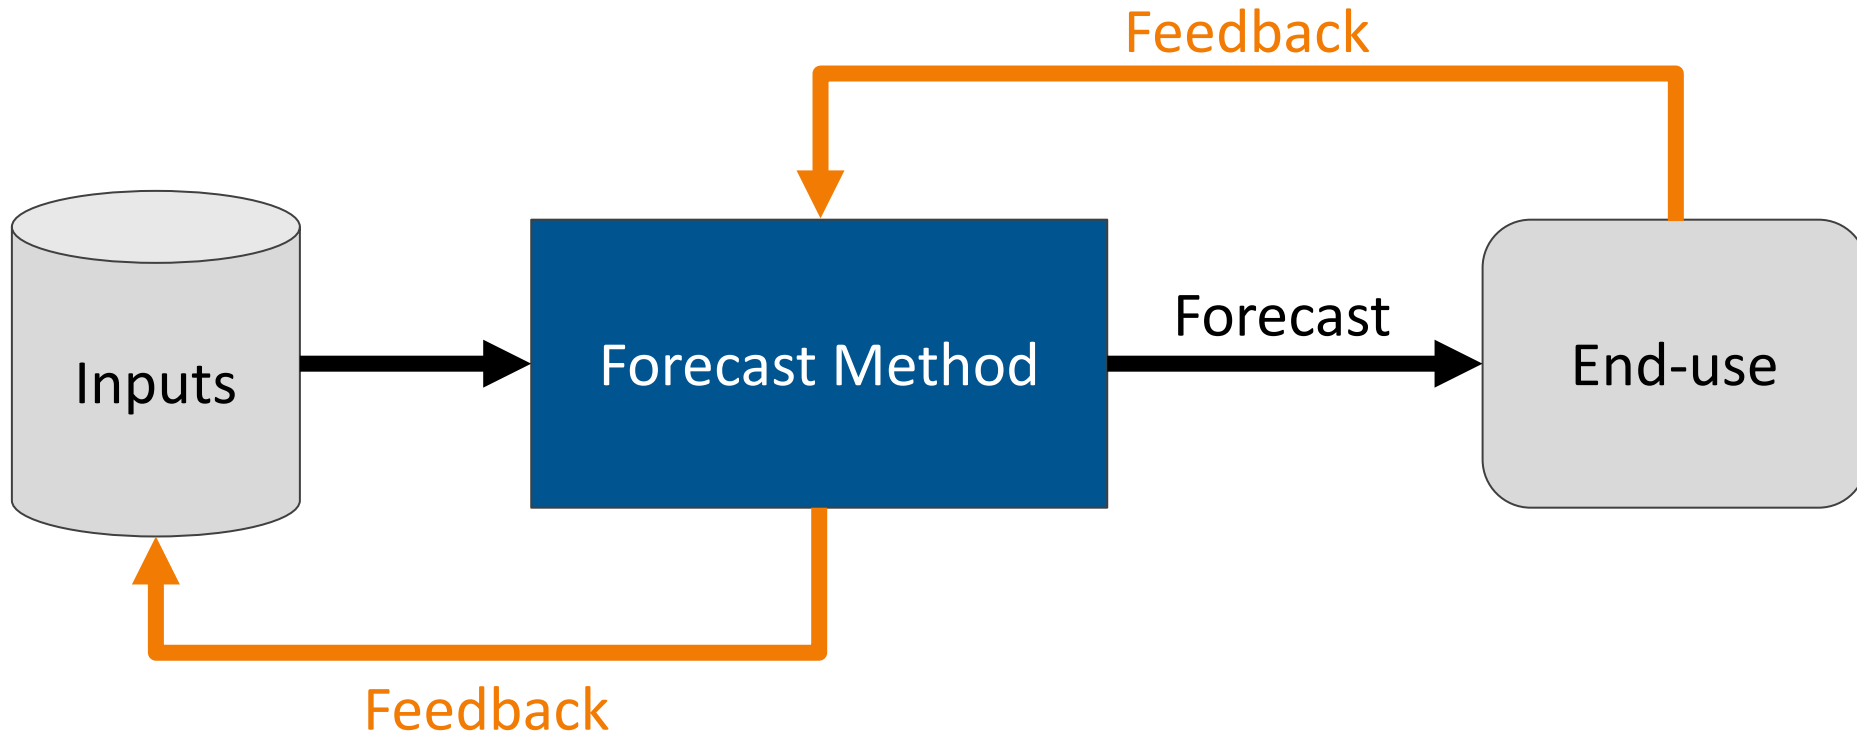 Feedback
Inputs
Forecast Method
Forecast
End-use
Feedback